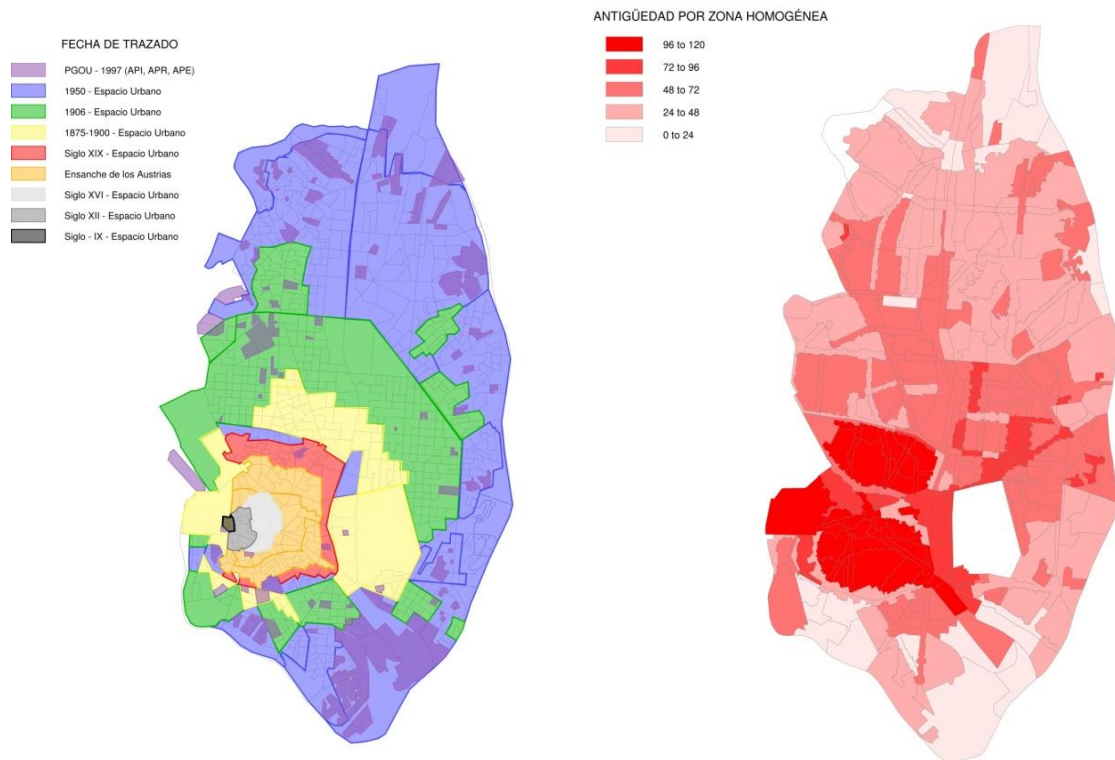 FECHA DE TRAZADO
PGOU - 1997 (API, APR, APE)
1950 - Espacio Urbano
1906 - Espacio Urbano
1875-1900 - Espacio Urbano
Siglo XIX - Espacio Urbano
Ensanche de los Austrias
Siglo XVI - Espacio Urbano
Siglo XII - Espacio Urbano
Siglo - IX - Espacio Urbano
ANTIGÜEDAD POR ZONA HOMOGÉNEA
96 to 120
72 to 96
48 to 72
24 to 48
0 to 24